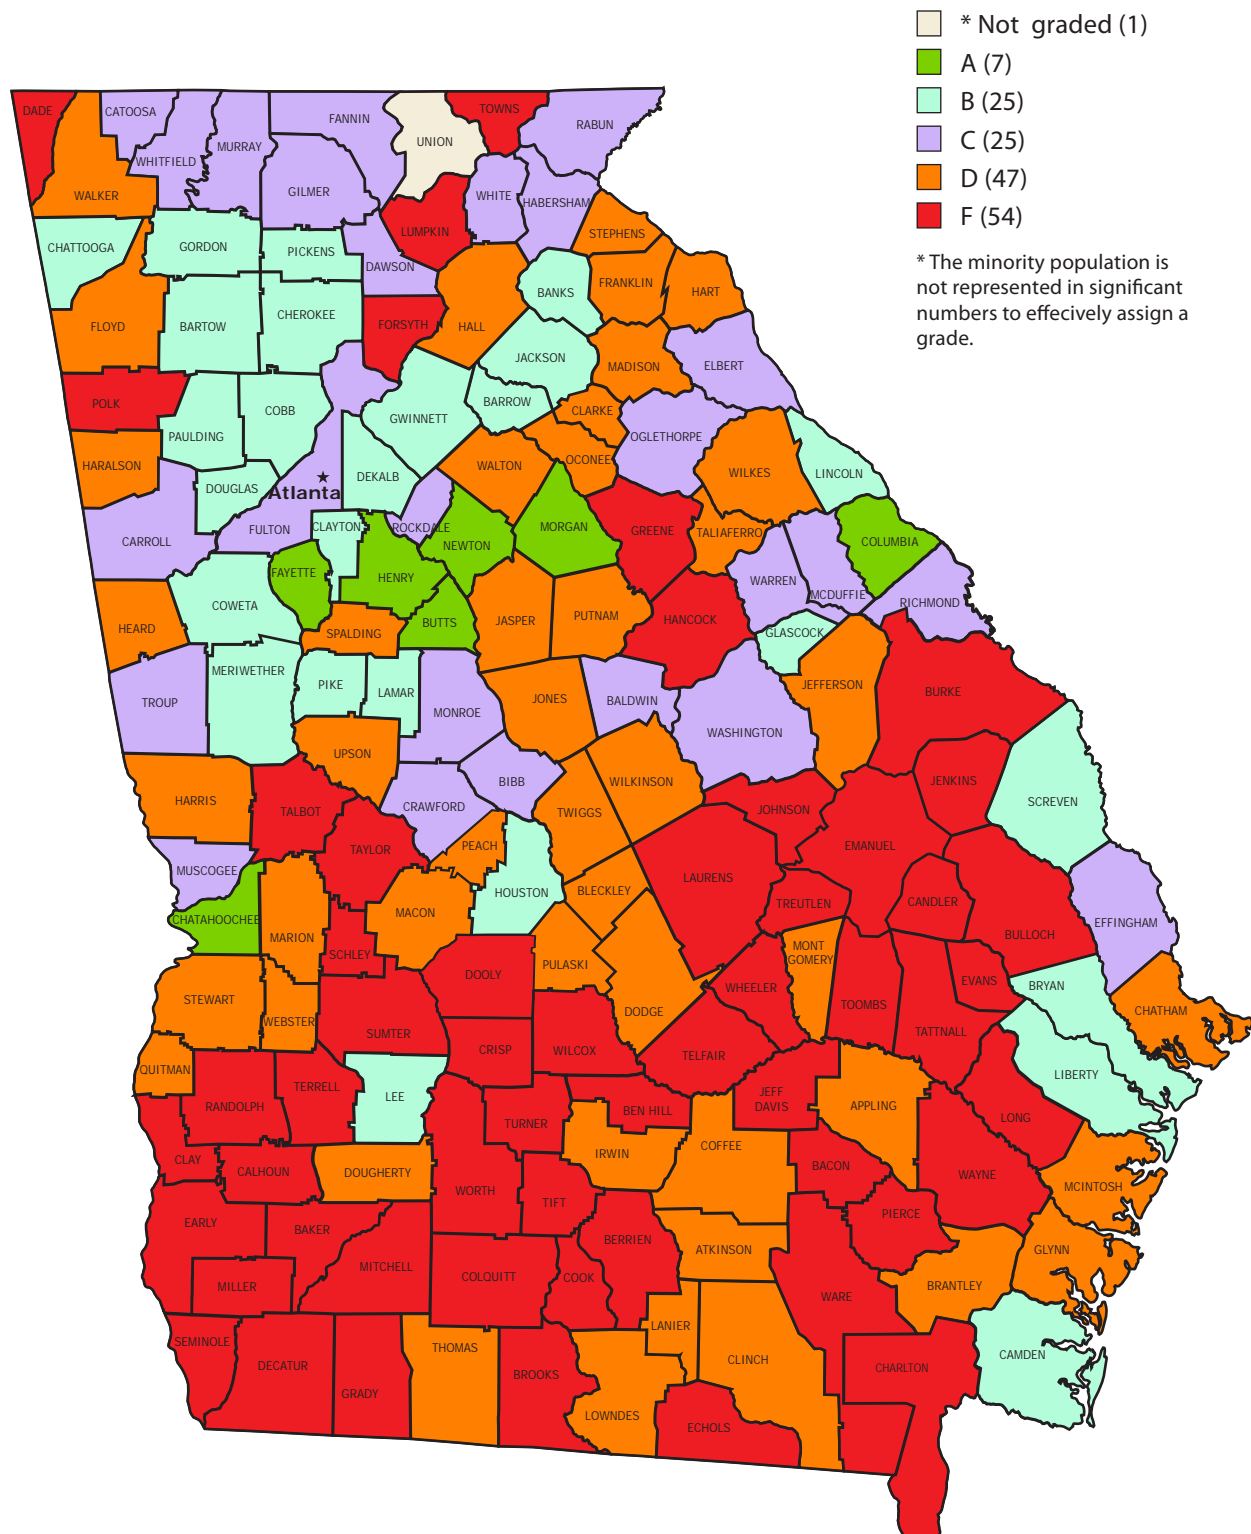 * Not graded (1)
A (7)
B (25)
C (25)
D (47)
F (54)
* The minority population is
not represented in significant
numbers to effecively assign a
grade.
DADE
CATOOSA
FANNIN
TOWNS
RABUN
UNION
MURRAY
WHITFIELD
GILMER
WALKER
WHITE
HABERSHAM
LUMPKIN
STEPHENS
CHATTOOGA
GORDON
PICKENS
DAWSON
BANKS
FRANKLIN
HART
FLOYD
BARTOW
CHEROKEE
FORSYTH
HALL
JACKSON
MADISON
ELBERT
POLK
COBB
GWINNETT
BARROW
CLARKE
PAULDING
OGLETHORPE
HARALSON
WALTON
OCONEE
WILKES
LINCOLN
DEKALB
DOUGLAS
Atlanta
CARROLL
FULTON
CLAYTON
ROCKDALE
NEWTON
MORGAN
GREENE
TALIAFERRO
COLUMBIA
FAYETTE
HENRY
WARREN
MCDUFFIE
RICHMOND
COWETA
HEARD
SPALDING
BUTTS
JASPER
PUTNAM
HANCOCK
GLASCOCK
MERIWETHER
PIKE
LAMAR
JEFFERSON
TROUP
MONROE
JONES
BALDWIN
BURKE
WASHINGTON
UPSON
BIBB
WILKINSON
JENKINS
HARRIS
TALBOT
CRAWFORD
TWIGGS
JOHNSON
SCREVEN
TAYLOR
PEACH
EMANUEL
MUSCOGEE
HOUSTON
BLECKLEY
LAURENS
TREUTLEN
CANDLER
CHATAHOOCHEE
MACON
MARION
BULLOCH
EFFINGHAM
SCHLEY
DOOLY
PULASKI
MONT
GOMERY
WHEELER
EVANS
BRYAN
STEWART
WEBSTER
DODGE
TOOMBS
CHATHAM
SUMTER
CRISP
WILCOX
TELFAIR
TATTNALL
QUITMAN
LIBERTY
TERRELL
LEE
RANDOLPH
TURNER
BEN HILL
JEFF
DAVIS
APPLING
LONG
CLAY
CALHOUN
DOUGHERTY
IRWIN
COFFEE
BACON
WAYNE
WORTH
TIFT
MCINTOSH
EARLY
BAKER
BERRIEN
PIERCE
ATKINSON
GLYNN
MITCHELL
MILLER
COLQUITT
COOK
WARE
BRANTLEY
SEMINOLE
LANIER
THOMAS
CLINCH
CAMDEN
DECATUR
GRADY
BROOKS
CHARLTON
LOWNDES
ECHOLS